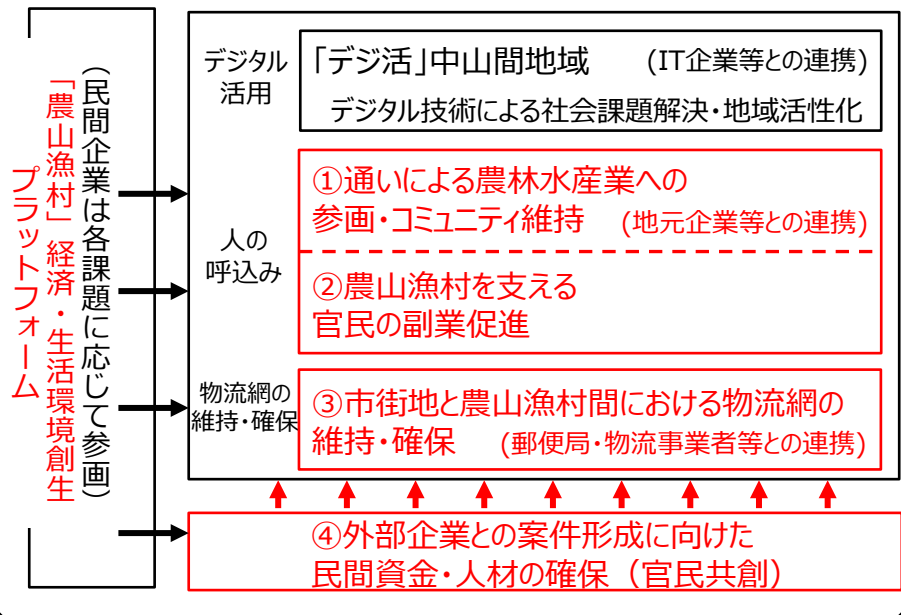 「農山漁村」経済・生活環境創生
プラットフォーム
（民間企業は各課題に応じて参画）
デジタル
活用
「デジ活」中山間地域 (IT企業等との連携)
デジタル技術による社会課題解決・地域活性化
人の
呼込み
①通いによる農林水産業への
参画・コミュニティ維持 (地元企業等との連携)
②農山漁村を支える
官民の副業促進
物流網の
維持・確保
③市街地と農山漁村間における物流網の
維持・確保 (郵便局・物流事業者等との連携)
④外部企業との案件形成に向けた
民間資金・人材の確保（官民共創）